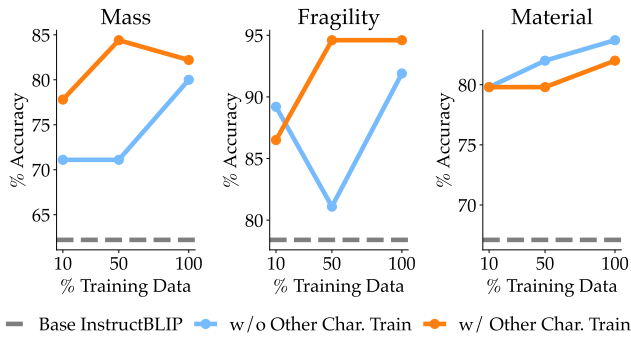 Mass
% Accuracy
85
80
75
70
65
10
50
100
% Training Data
Fragility
% Accuracy
95
90
85
80
10
50
100
% Training Data
Material
% Accuracy
80
70
10
50
100
% Training Data
Base InstructBLIP
w/o Other Char. Train
w/ Other Char. Train